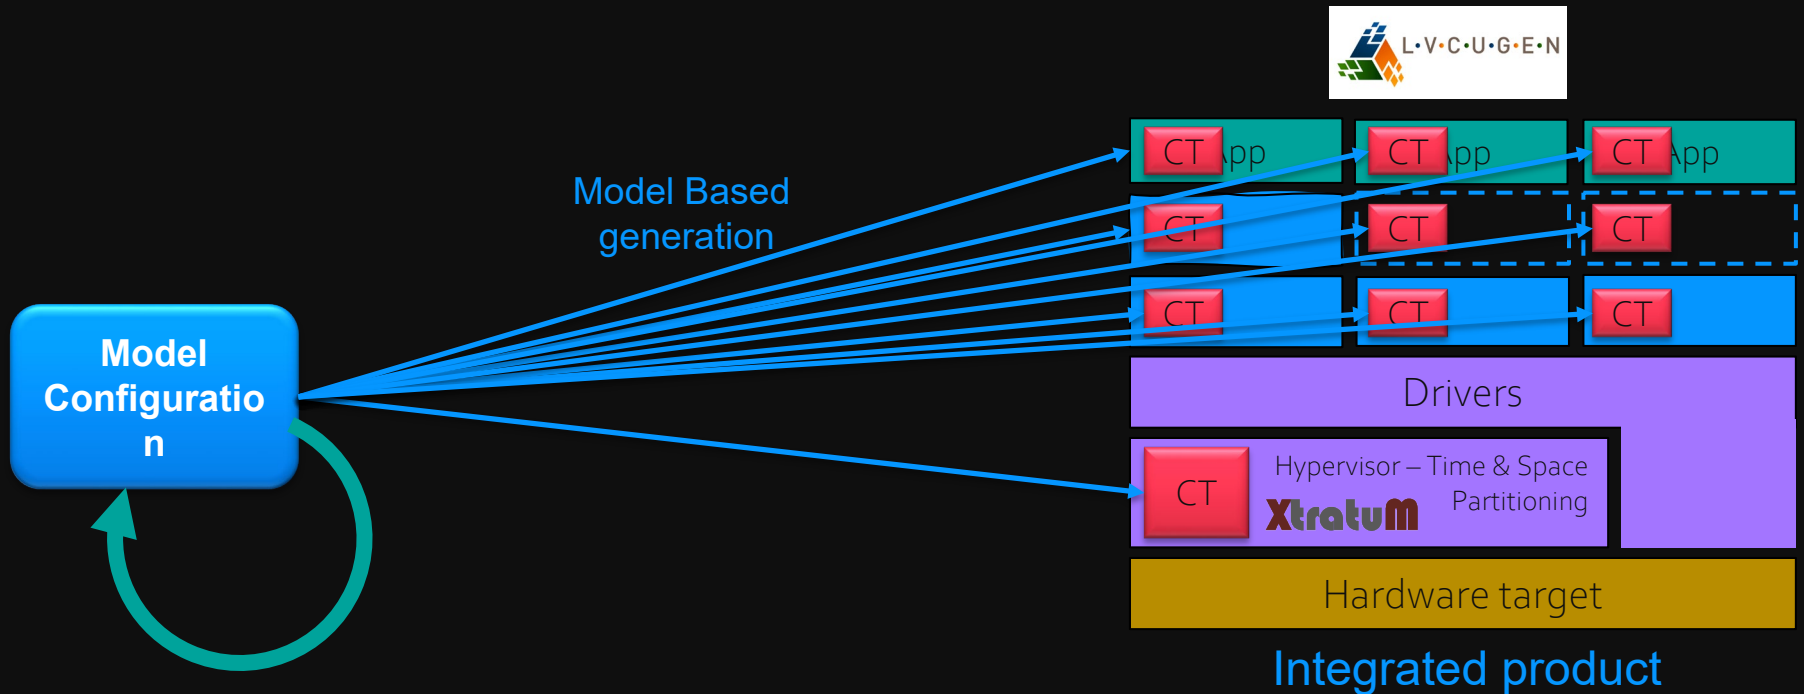 L·V·C·U·G·E·N
CT App
CT App
CT App
Model Based
generation
CT
CT
CT
CT
CT
CT
Model
Configuratio
n
Drivers
CT
Hypervisor – Time & Space
Partitioning
XtratuM
Hardware target
Integrated product